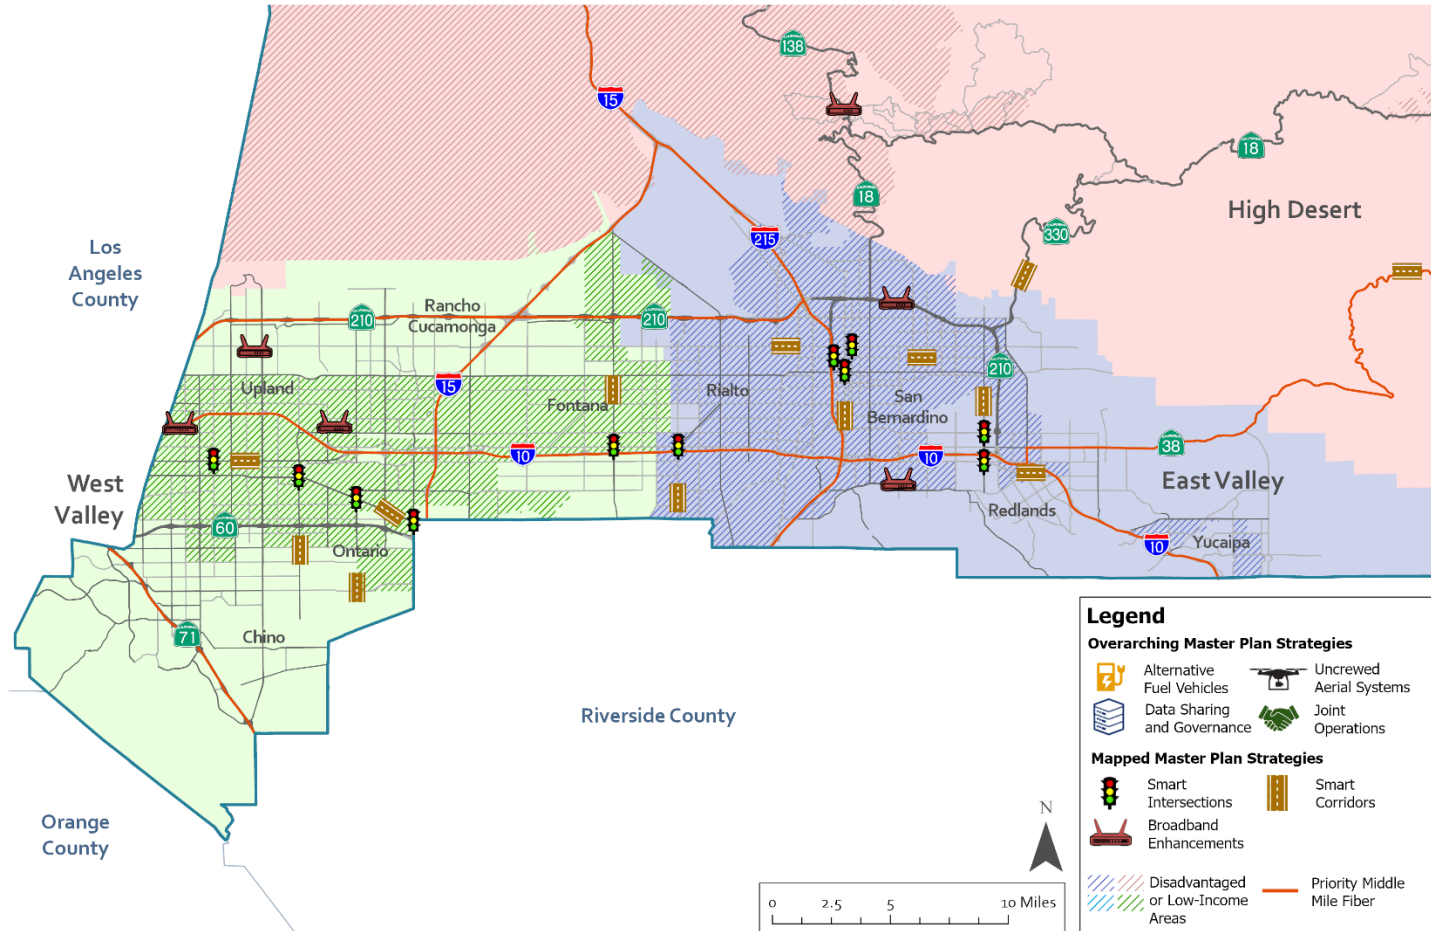 138
15
18
18
High Desert
330
215
Los
Angeles
County
Rancho
Cucamonga
210
210
Upland
15
Fontana
Rialto
210
San
Bernardino
38
10
10
West
Valley
East Valley
Redlands
60
Ontario
10
Yucaipa
71
Chino
Riverside County
Orange
County
N
0 2.5 5 10 Miles
Legend
Overarching Master Plan Strategies
Alternative
Fuel Vehicles
Uncrewed
Aerial Systems
Data Sharing
and Governance
Joint
Operations
Mapped Master Plan Strategies
Smart
Intersections
Smart
Corridors
Broadband
Enhancements
Disadvantaged
or Low-Income
Areas
Priority Middle
Mile Fiber